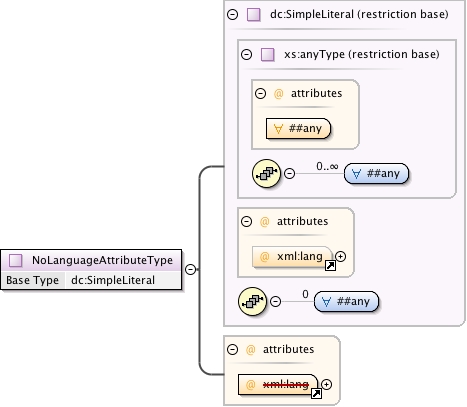 dc:SimpleLiteral (restriction base)
xs:anyType (restriction base)
@ attributes
∀ ##any
0..∞
∀ ##any
@ attributes
@ xml:lang
NoLanguageAttributeType
Base Type dc:SimpleLiteral
0
∀ ##any
@ attributes
@ xml:lang